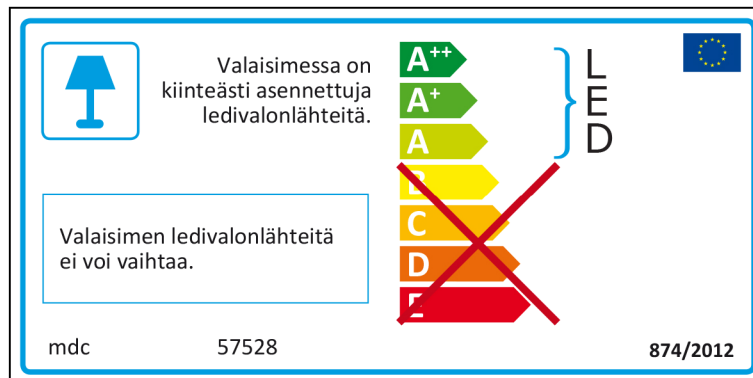 Valaisimessa on
kiinteästi asennettuja
ledivalonlähteitä.
A++
A+
A
B
C
D
E
L
E
D
Valaisimen ledivalonlähteitä
ei voi vaihtaa.
mdc 57528 874/2012